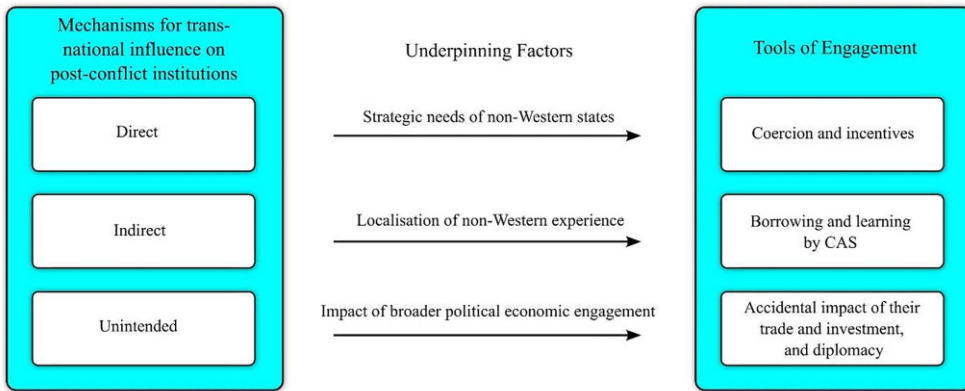 Mechanisms for trans-
national influence on
post-conflict institutions
Direct
Indirect
Unintended
Underpinning Factors
Strategic needs of non-Western states
Localisation of non-Western experience
Impact of broader political economic engagement
Tools of Engagement
Coercion and incentives
Borrowing and learning
by CAS
Accidental impact of their
trade and investment,
and diplomacy